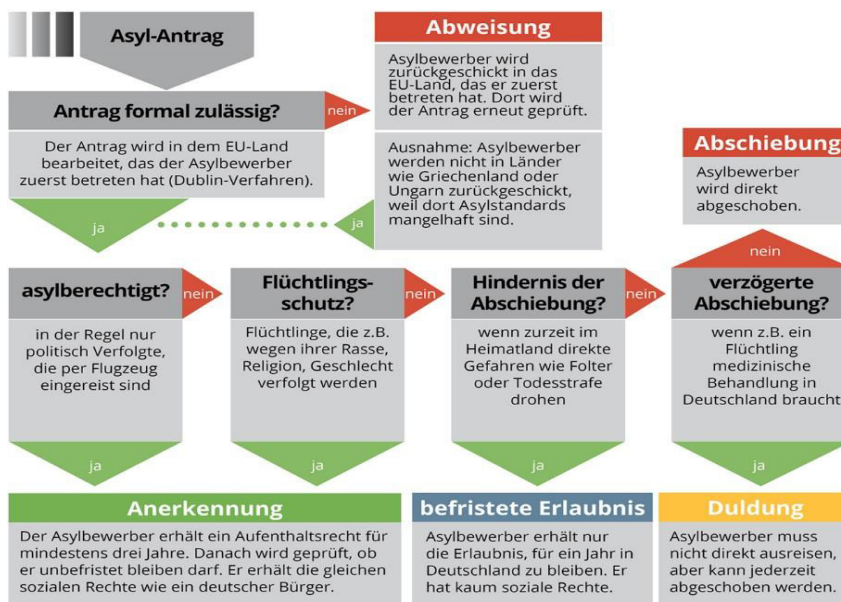 Asyl-Antrag
Abweisung
Asylbewerber wird
zurückgeschickt in das
EU-Land, das er zuerst
betreten hat. Dort wird
der Antrag erneut geprüft.
Antrag formal zulässig?
nein
Der Antrag wird in dem EU-Land
bearbeitet, das der Asylbewerber
zuerst betreten hat (Dublin-Verfahren).
Ausnahme: Asylbewerber
werden nicht in Länder
wie Griechenland oder
Ungarn zurückgeschickt,
weil dort Asylstandards
mangelhaft sind.
ja
ja
Abschiebung
Asylbewerber
wird direkt
abgeschoben.
nein
asylberechtigt?
nein
in der Regel nur
politisch Verfolgte,
die per Flugzeug
eingereist sind
ja
Flüchtlings-
schutz?
nein
Flüchtlinge, die z.B.
wegen ihrer Rasse,
Religion, Geschlecht
verfolgt werden
ja
Hindernis der
Abschiebung?
nein
wenn zurzeit im
Heimatland direkte
Gefahren wie Folter
oder Todesstrafe
drohen
ja
verzögerte
Abschiebung?
wenn z.B. ein
Flüchtling
medizinische
Behandlung in
Deutschland braucht
ja
Anerkennung
Der Asylbewerber erhält ein Aufenthaltsrecht für
mindestens drei Jahre. Danach wird geprüft, ob
er unbefristet bleiben darf. Er erhält die gleichen
sozialen Rechte wie ein deutscher Bürger.
befristete Erlaubnis
Asylbewerber erhält nur
die Erlaubnis, für ein Jahr in
Deutschland zu bleiben. Er
hat kaum soziale Rechte.
Duldung
Asylbewerber muss
nicht direkt ausreisen,
aber kann jederzeit
abgeschoben werden.